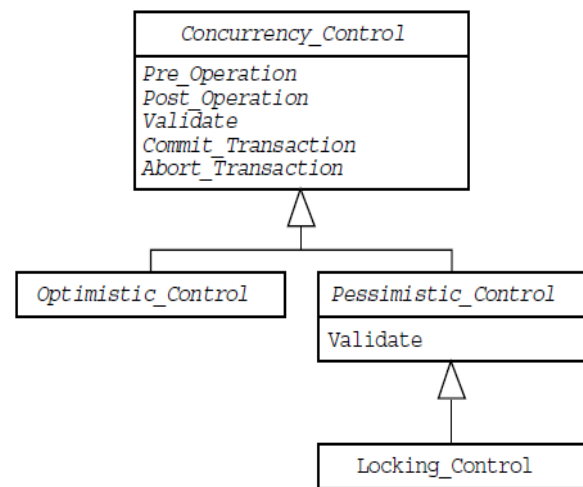 Concurrency_Control
Pre_Operation
Post_Operation
Validate
Commit_Transaction
Abort_Transaction
Optimistic_Control
Pessimistic_Control
Validate
Locking_Control